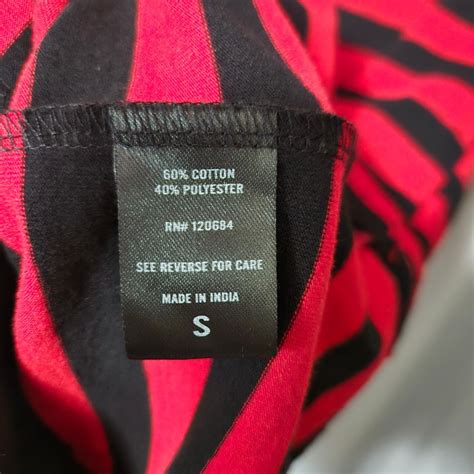 60% COTTON
40% POLYESTER
RN# 120684
SEE REVERSE FOR CARE
MADE IN INDIA
S